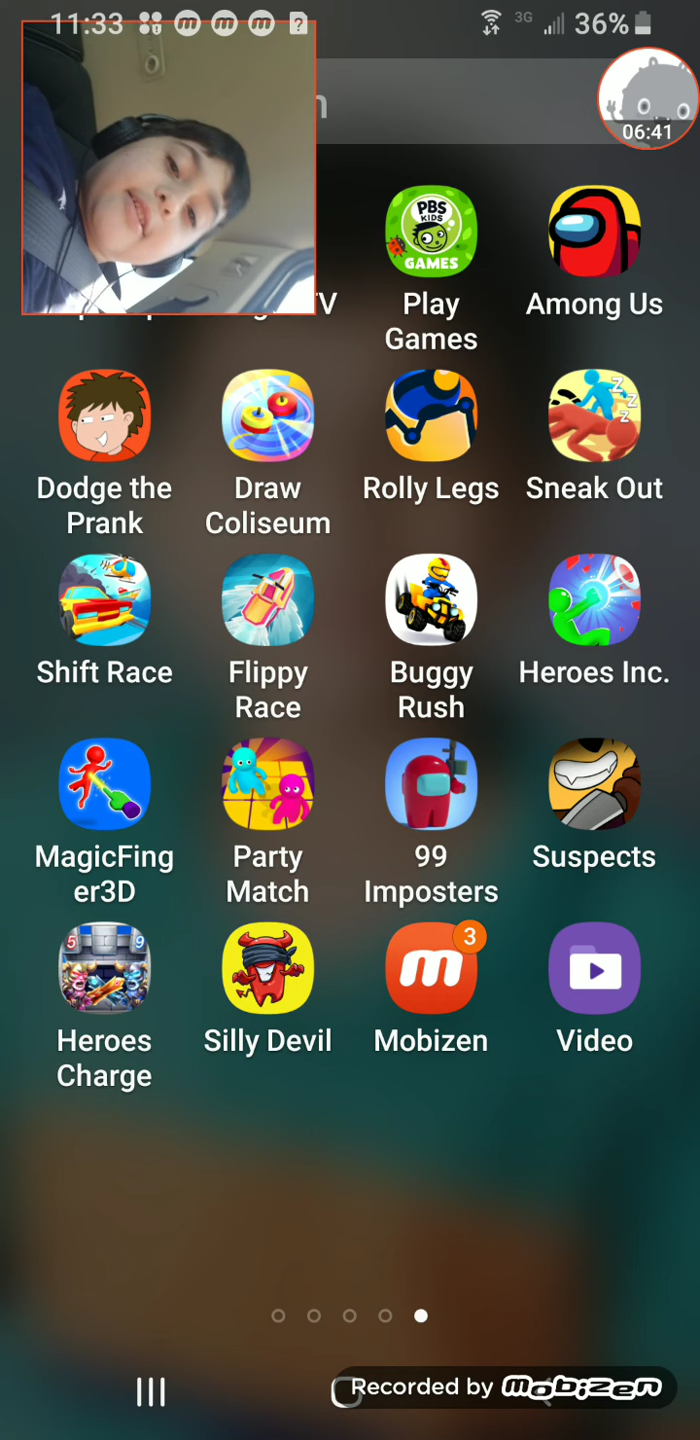 11:33
3G
36%
06:41
PBS
KIDS
GAMES
Play
Games
Among Us
Z
Z
Z
Dodge the
Prank
Draw
Coliseum
Rolly Legs
Sneak Out
Shift Race
Flippy
Race
Buggy
Rush
Heroes Inc.
MagicFing
er3D
Party
Match
99
Imposters
Suspects
5
9
3
m
Heroes
Charge
Silly Devil
Mobizen
Video
Recorded by mobizen